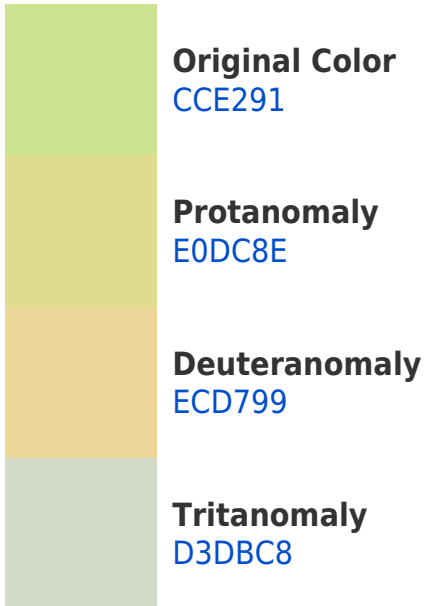 Original Color
CCE291
Protanomaly
E0DC8E
Deuteranomaly
ECD799
Tritanomaly
D3DBC8